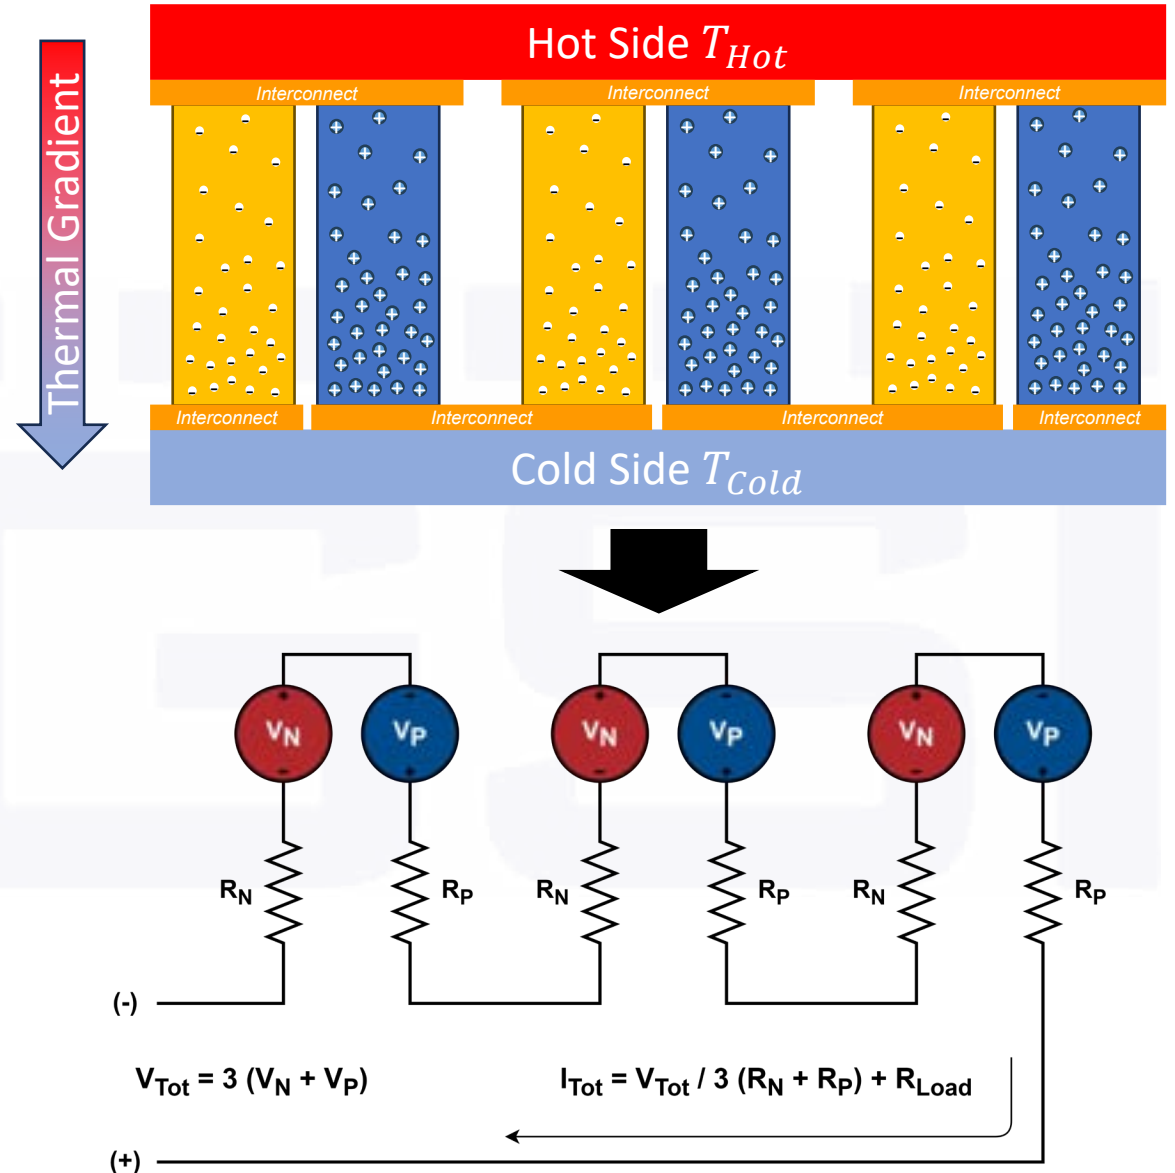 Hot Side T_Hot
Thermal Gradient
Interconnect Interconnect Interconnect
Interconnect Interconnect Interconnect Interconnect
Cold Side T_Cold
V_N V_P V_N V_P V_N V_P
R_N R_P R_N R_P R_N R_P
(-)
V_Tot = 3 (V_N + V_P) I_Tot = V_Tot / 3 (R_N + R_P) + R_Load
(+)